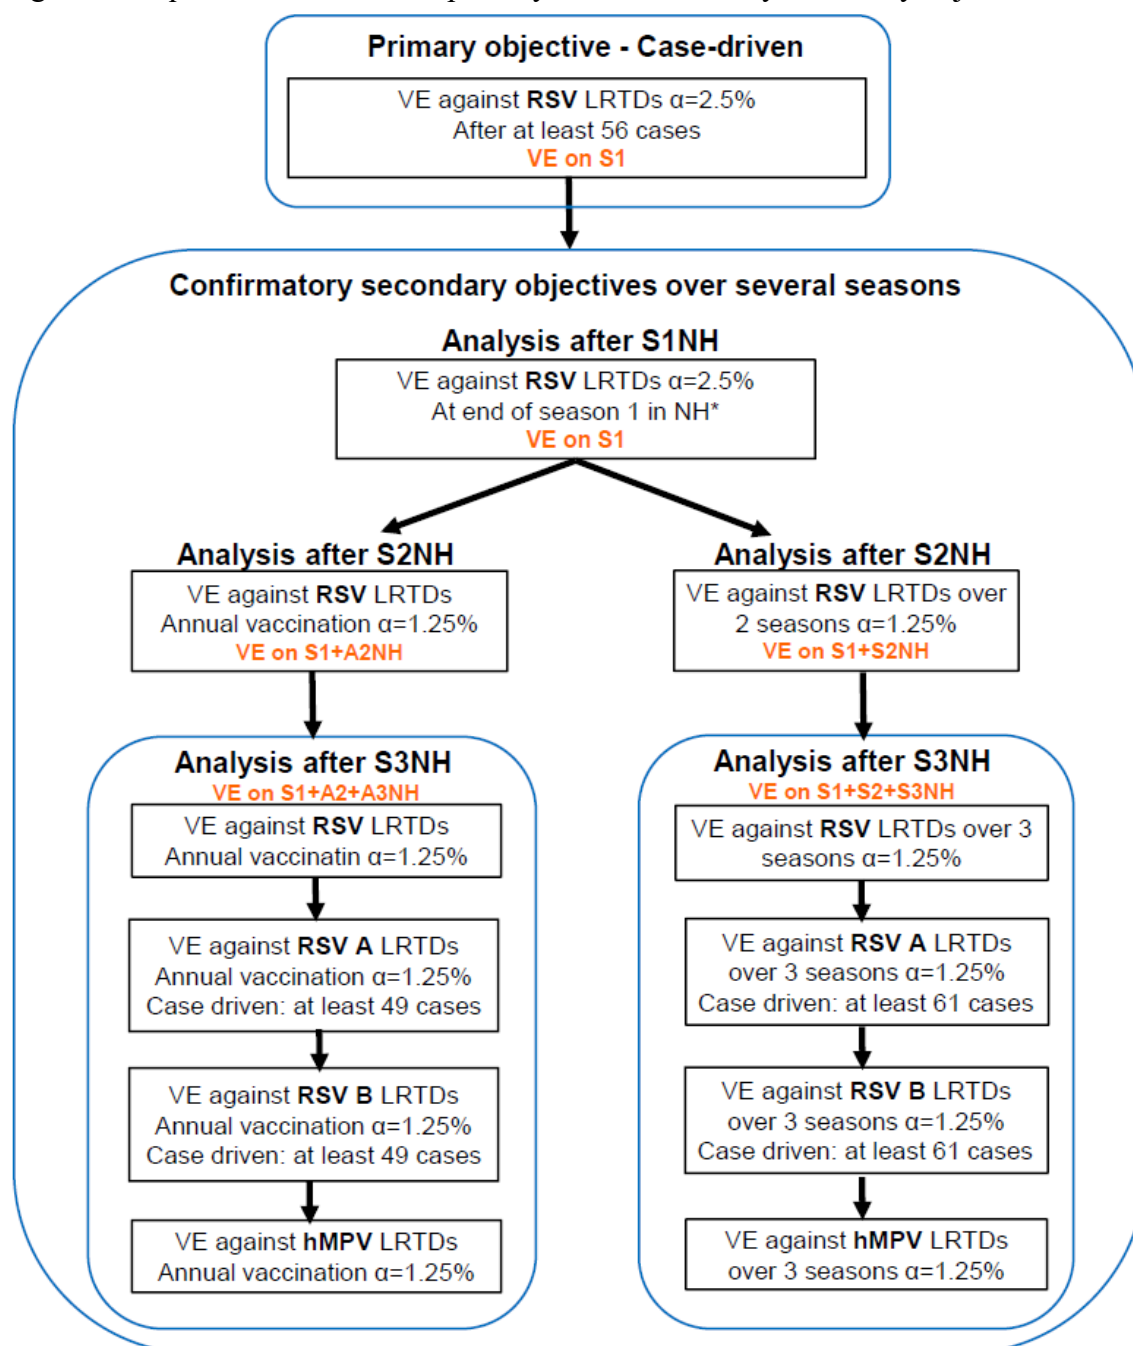 Primary objective - Case-driven
VE against RSV LRTDs α=2.5%
After at least 56 cases
VE on S1
Confirmatory secondary objectives over several seasons
Analysis after S1NH
VE against RSV LRTDs α=2.5%
At end of season 1 in NH*
VE on S1
Analysis after S2NH
VE against RSV LRTDs
Annual vaccination α=1.25%
VE on S1+A2NH
Analysis after S3NH
VE on S1+A2+A3NH
VE against RSV LRTDs
Annual vaccinatin α=1.25%
VE against RSV A LRTDs
Annual vaccination α=1.25%
Case driven: at least 49 cases
VE against RSV B LRTDs
Annual vaccination α=1.25%
Case driven: at least 49 cases
VE against hMPV LRTDs
Annual vaccination α=1.25%
Analysis after S2NH
VE against RSV LRTDs over
2 seasons α=1.25%
VE on S1+S2NH
Analysis after S3NH
VE on S1+S2+S3NH
VE against RSV LRTDs over 3
seasons α=1.25%
VE against RSV A LRTDs
over 3 seasons α=1.25%
Case driven: at least 61 cases
VE against RSV B LRTDs
over 3 seasons α=1.25%
Case driven: at least 61 cases
VE against hMPV LRTDs
over 3 seasons α=1.25%